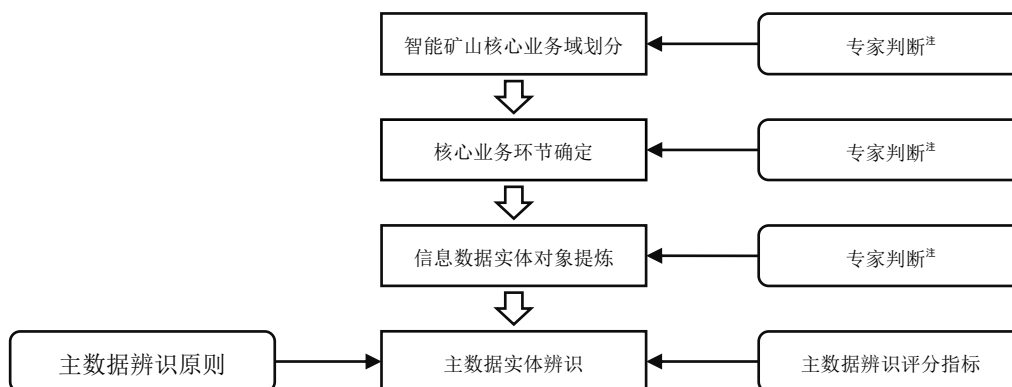 智能矿山核心业务域划分
专家判断注
核心业务环节确定
专家判断注
信息数据实体对象提炼
专家判断注
主数据辨识原则
主数据实体辨识
主数据辨识评分指标